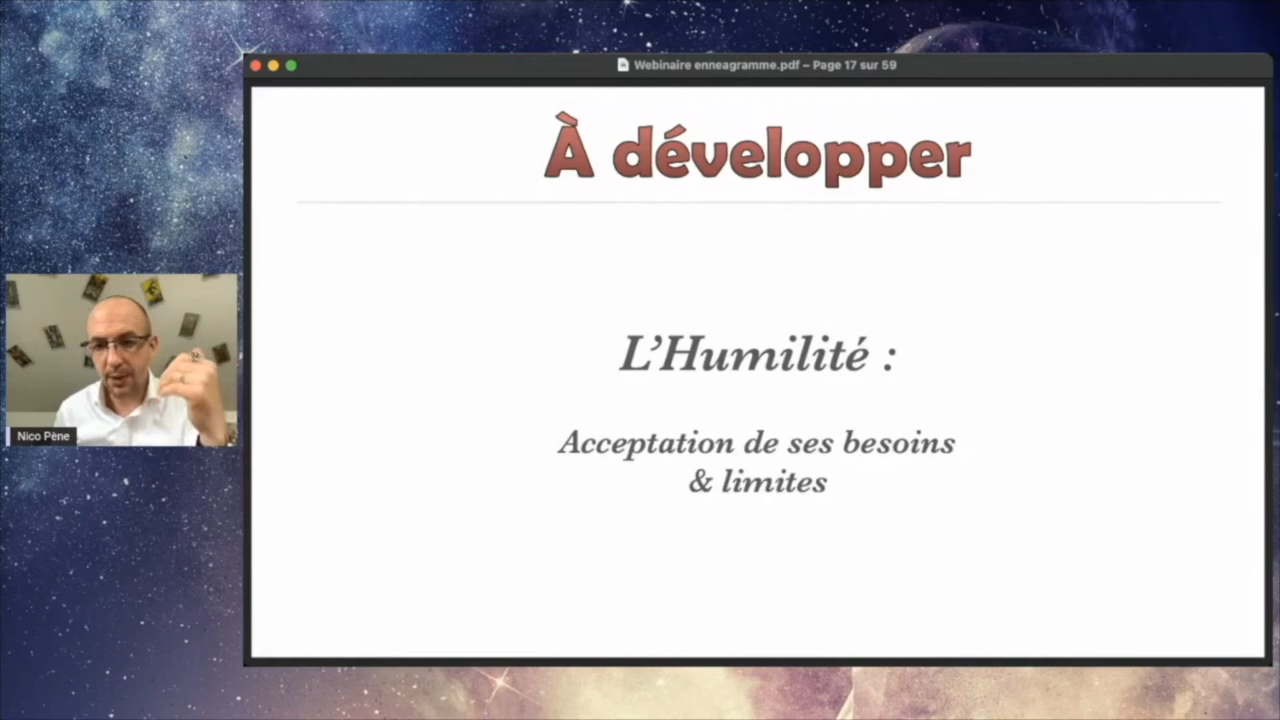 Webinaire enneagramme.pdf – Page 17 sur 59
À développer
L'Humilité :
Acceptation de ses besoins
& limites
Nico Pène